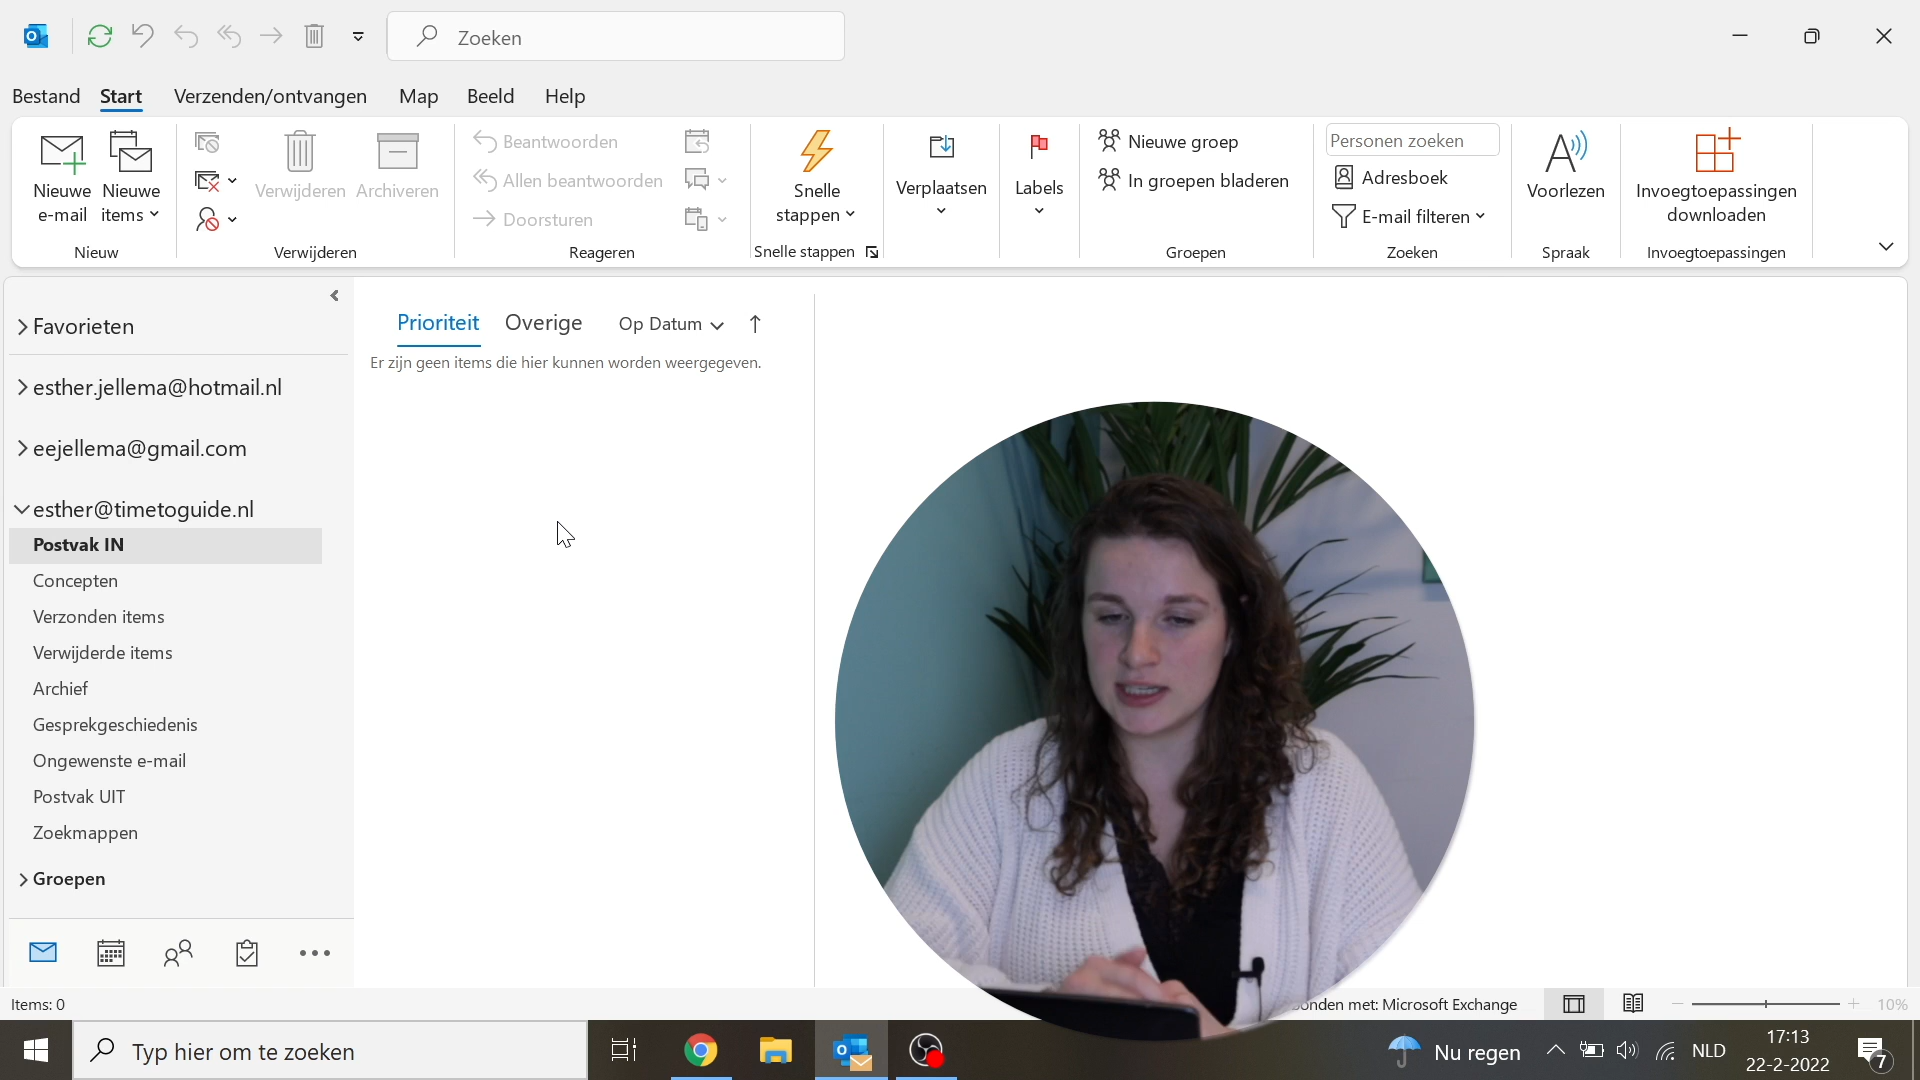 Zoeken
Bestand Start Verzenden/ontvangen Map Beeld Help
Nieuwe e-mail
Nieuwe items
Nieuw
Verwijderen
Archiveren
Verwijderen
Beantwoorden
Allen beantwoorden
Doorsturen
Reageren
Snelle stappen
Snelle stappen
Verplaatsen
Labels
Nieuwe groep
In groepen bladeren
Groepen
Personen zoeken
Adresboek
E-mail filteren
Zoeken
Voorlezen
Spraak
Invoegtoepassingen downloaden
Invoegtoepassingen
Favorieten
esther.jellema@hotmail.nl
eejellema@gmail.com
esther@timetoguide.nl
Postvak IN
Concepten
Verzonden items
Verwijderde items
Archief
Gesprekgeschiedenis
Ongewenste e-mail
Postvak UIT
Zoekmappen
Groepen
Prioriteit Overige Op Datum
Er zijn geen items die hier kunnen worden weergegeven.
Items: 0
onden met: Microsoft Exchange
10%
Typ hier om te zoeken
Nu regen
NLD
17:13
22-2-2022
7